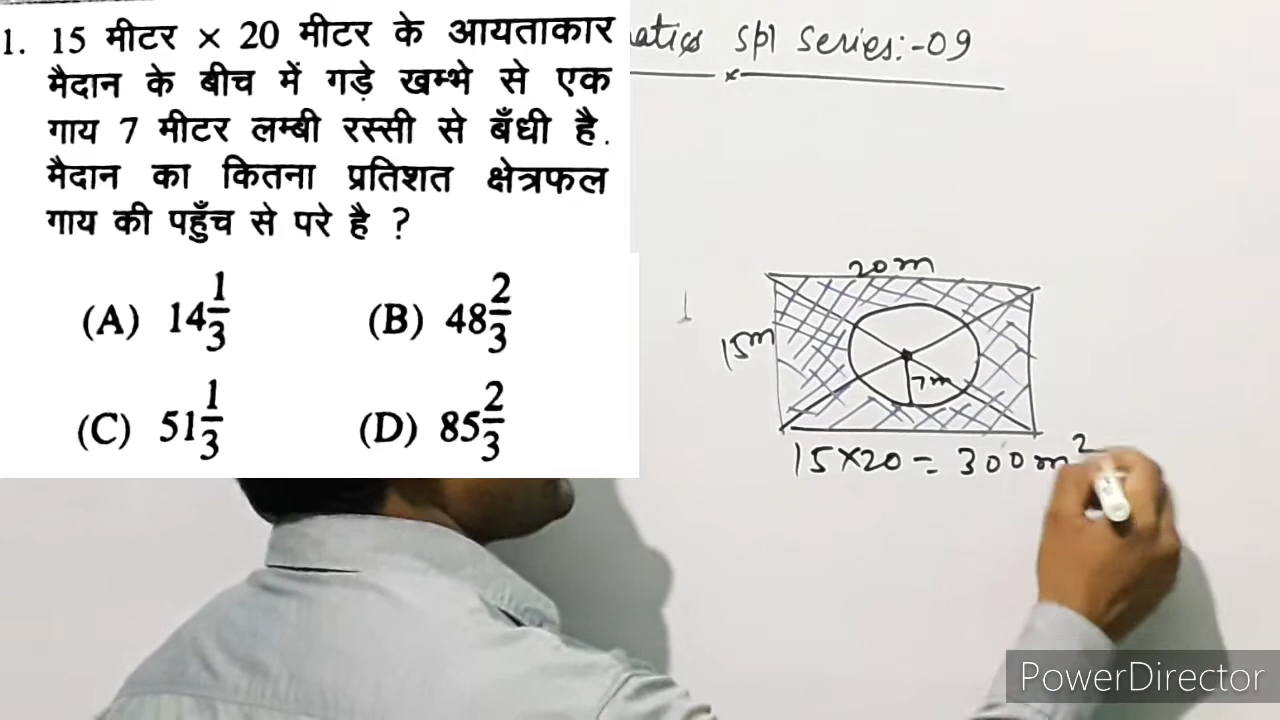 1. 15 मीटर × 20 मीटर के आयताकार
मैदान के बीच में गड़े खम्भे से एक
गाय 7 मीटर लम्बी रस्सी से बँधी है.
मैदान का कितना प्रतिशत क्षेत्रफल
गाय की पहुँच से परे है ?
(A) 14 1/3 (B) 48 2/3
(C) 51 1/3 (D) 85 2/3
atics spl series:-09
20m
1
15m
7m
15×20 = 300m²
PowerDirector